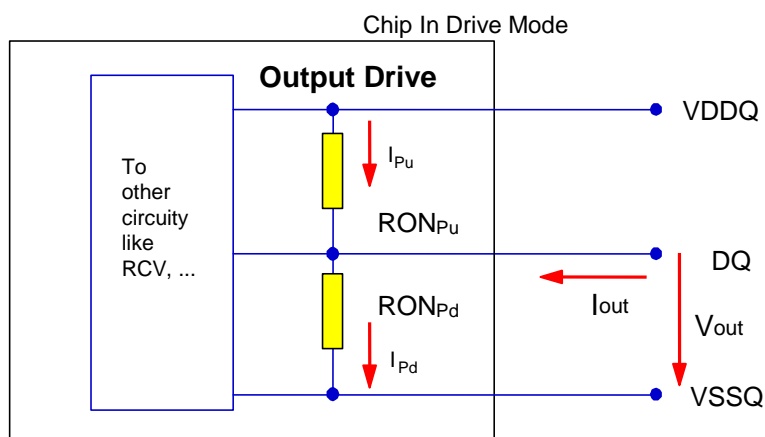 Chip In Drive Mode
Output Drive
VDDQ
To
other
circuity
like
RCV, ...
IPu
RONPu
DQ
Iout
RONPd
Vout
IPd
VSSQ